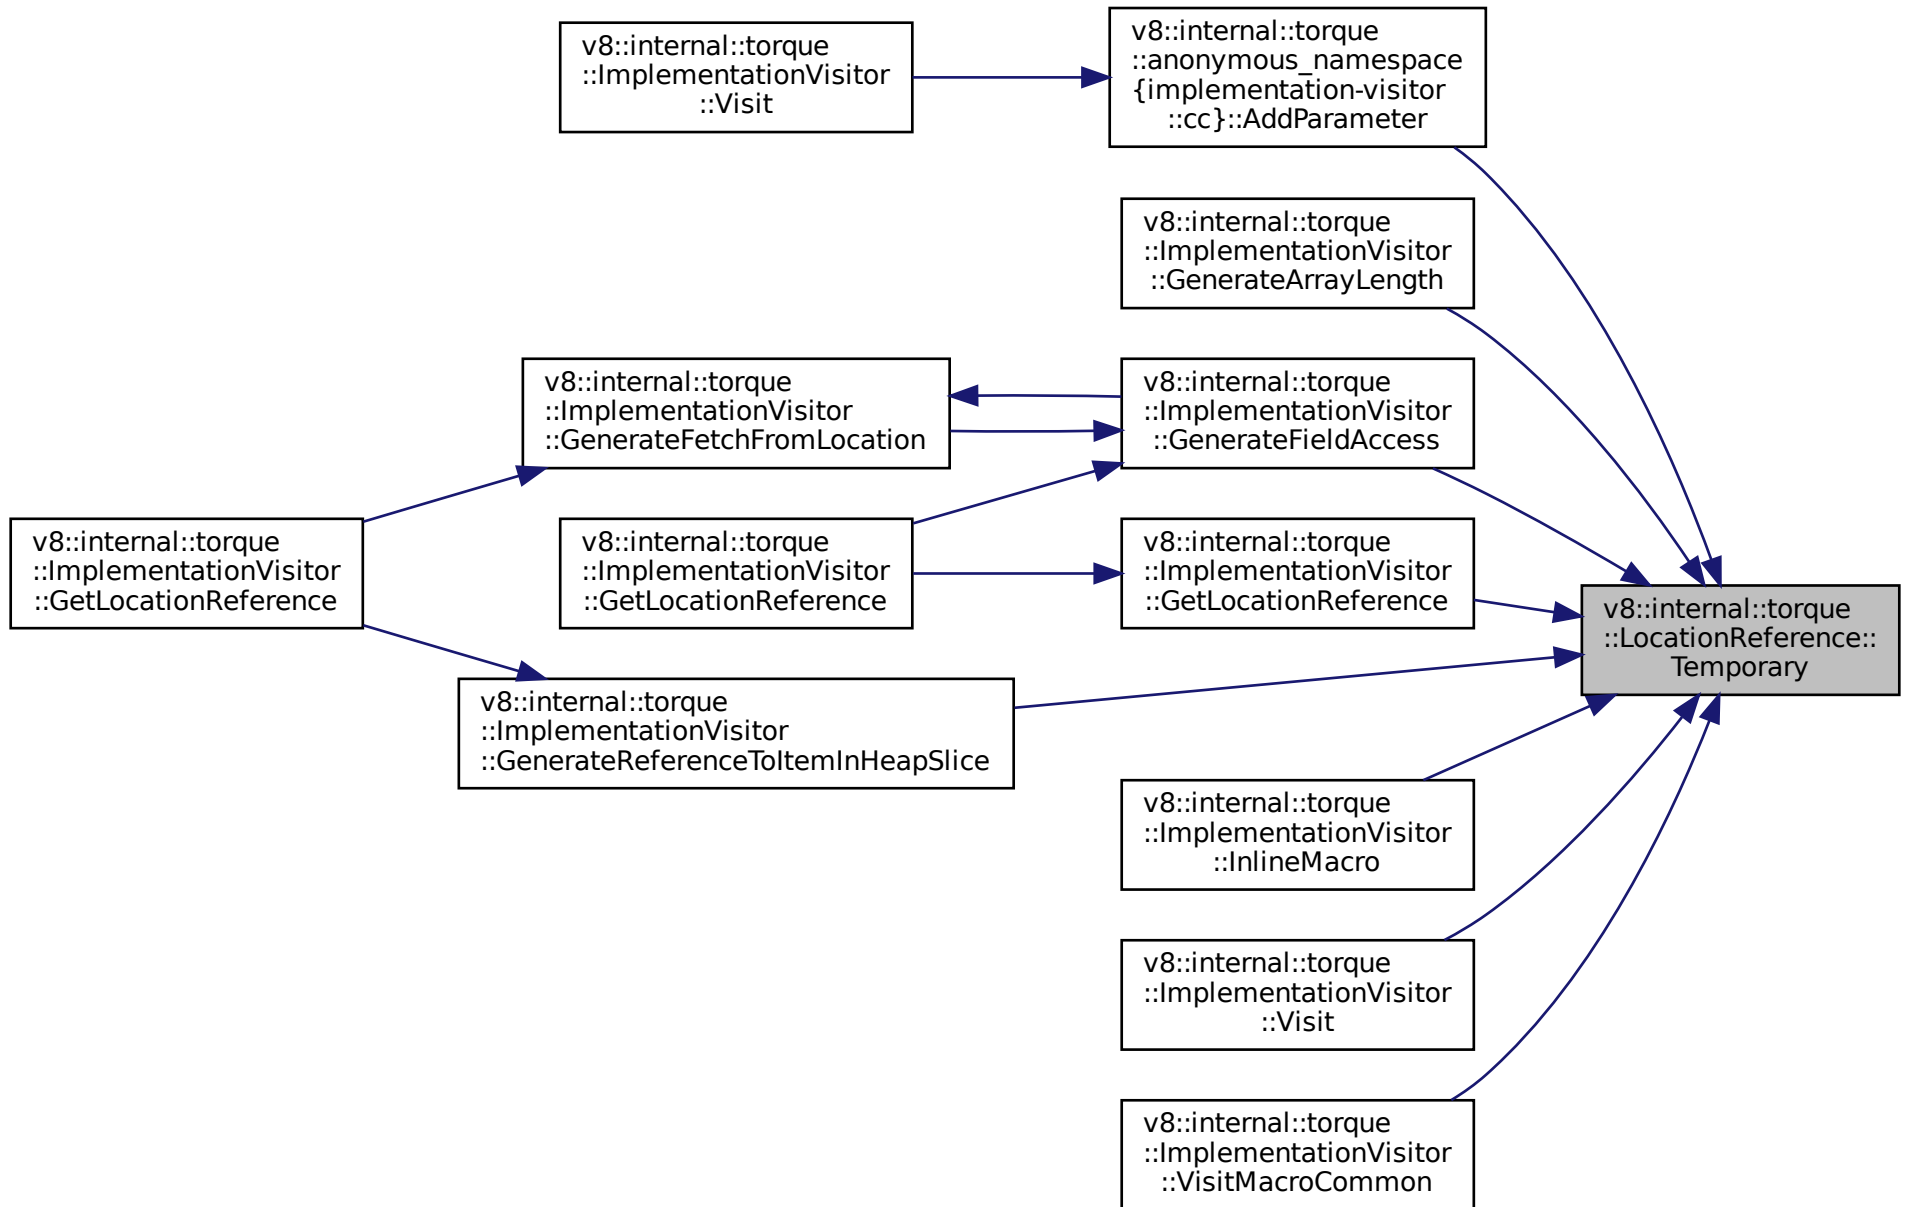 v8::internal::torque
::ImplementationVisitor
::Visit
v8::internal::torque
::anonymous_namespace
{implementation-visitor
::cc}::AddParameter
v8::internal::torque
::ImplementationVisitor
::GenerateArrayLength
v8::internal::torque
::ImplementationVisitor
::GenerateFetchFromLocation
v8::internal::torque
::ImplementationVisitor
::GenerateFieldAccess
v8::internal::torque
::ImplementationVisitor
::GetLocationReference
v8::internal::torque
::ImplementationVisitor
::GetLocationReference
v8::internal::torque
::ImplementationVisitor
::GetLocationReference
v8::internal::torque
::LocationReference::
Temporary
v8::internal::torque
::ImplementationVisitor
::GenerateReferenceToItemInHeapSlice
v8::internal::torque
::ImplementationVisitor
::InlineMacro
v8::internal::torque
::ImplementationVisitor
::Visit
v8::internal::torque
::ImplementationVisitor
::VisitMacroCommon